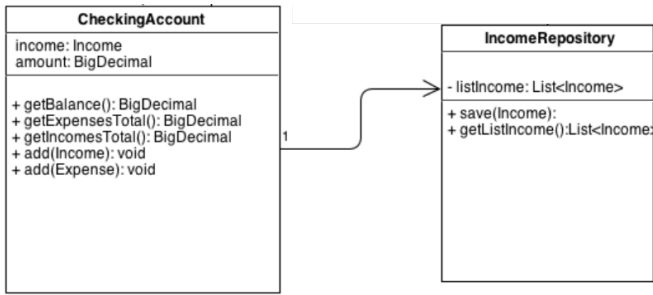 CheckingAccount
income: Income
amount: BigDecimal
+ getBalance(): BigDecimal
+ getExpensesTotal(): BigDecimal
+ getIncomesTotal(): BigDecimal
+ add(Income): void
+ add(Expense): void
1
IncomeRepository
- listIncome: List<Income>
+ save(Income):
+ getListIncome():List<Income>